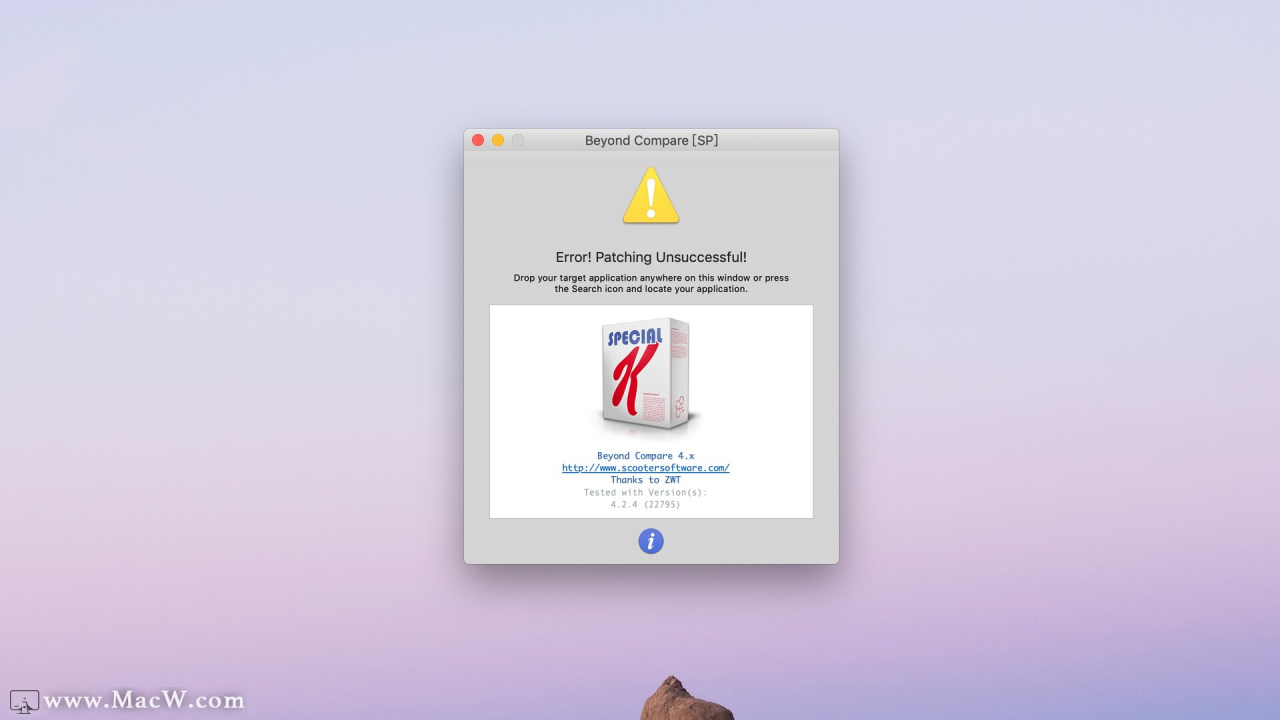 Beyond Compare [SP]
Error! Patching Unsuccessful!
Drop your target application anywhere on this window or press
the Search icon and locate your application.
SPECIAL
K
Beyond Compare 4.x
http://www.scootersoftware.com/
Thanks to ZWT
Tested with Version(s):
4.2.4 (22795)
www.MacW.com